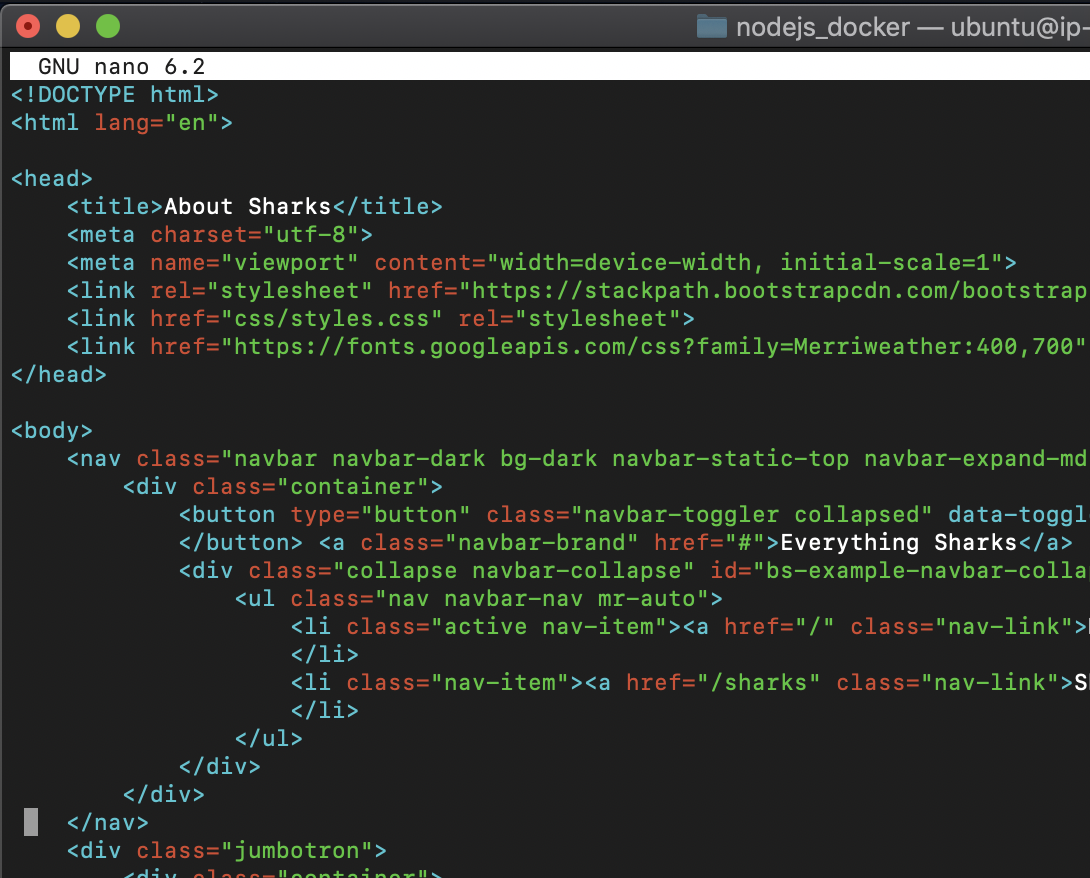 nodejs_docker — ubuntu@ip-
GNU nano 6.2
<!DOCTYPE html>
<html lang="en">
<head>
<title>About Sharks</title>
<meta charset="utf-8">
<meta name="viewport" content="width=device-width, initial-scale=1">
<link rel="stylesheet" href="https://stackpath.bootstrapcdn.com/bootstrap
<link href="css/styles.css" rel="stylesheet">
<link href="https://fonts.googleapis.com/css?family=Merriweather:400,700"
</head>
<body>
<nav class="navbar navbar-dark bg-dark navbar-static-top navbar-expand-md
<div class="container">
<button type="button" class="navbar-toggler collapsed" data-toggl
</button> <a class="navbar-brand" href="#">Everything Sharks</a>
<div class="collapse navbar-collapse" id="bs-example-navbar-colla
<ul class="nav navbar-nav mr-auto">
<li class="active nav-item"><a href="/" class="nav-link">
</li>
<li class="nav-item"><a href="/sharks" class="nav-link">S
</li>
</ul>
</div>
</div>
</nav>
<div class="jumbotron">
<div class="container">